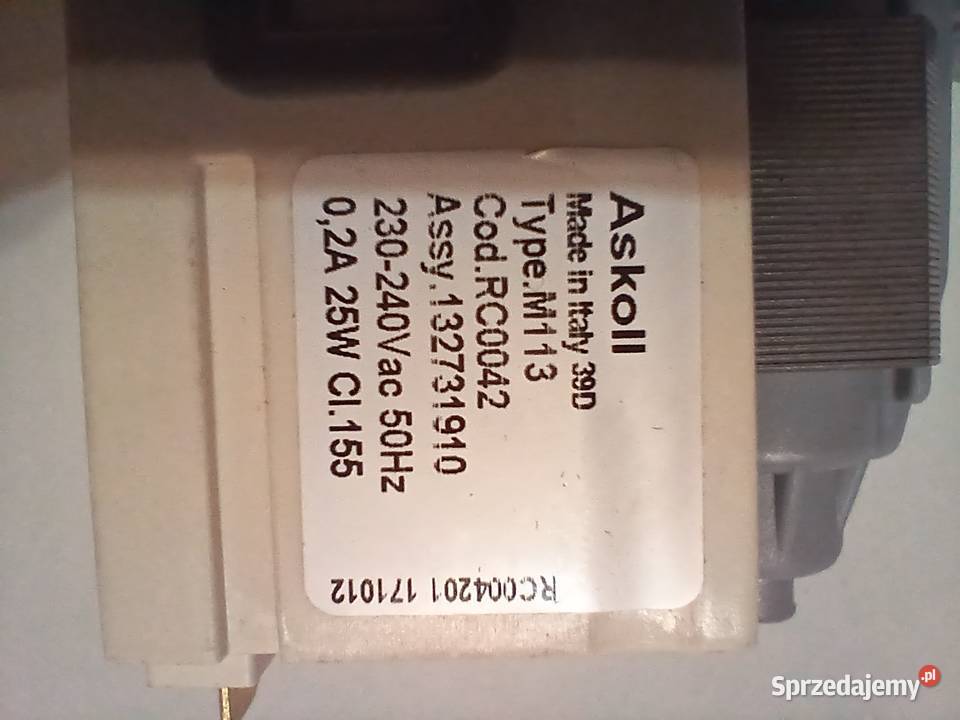 Askoll
Made in Italy 39D
Type.M113
Cod.RC0042
Assy.132731910
230-240Vac 50Hz
0,2A 25W Cl.155
RC004201 171012
Sprzedajemy.pl